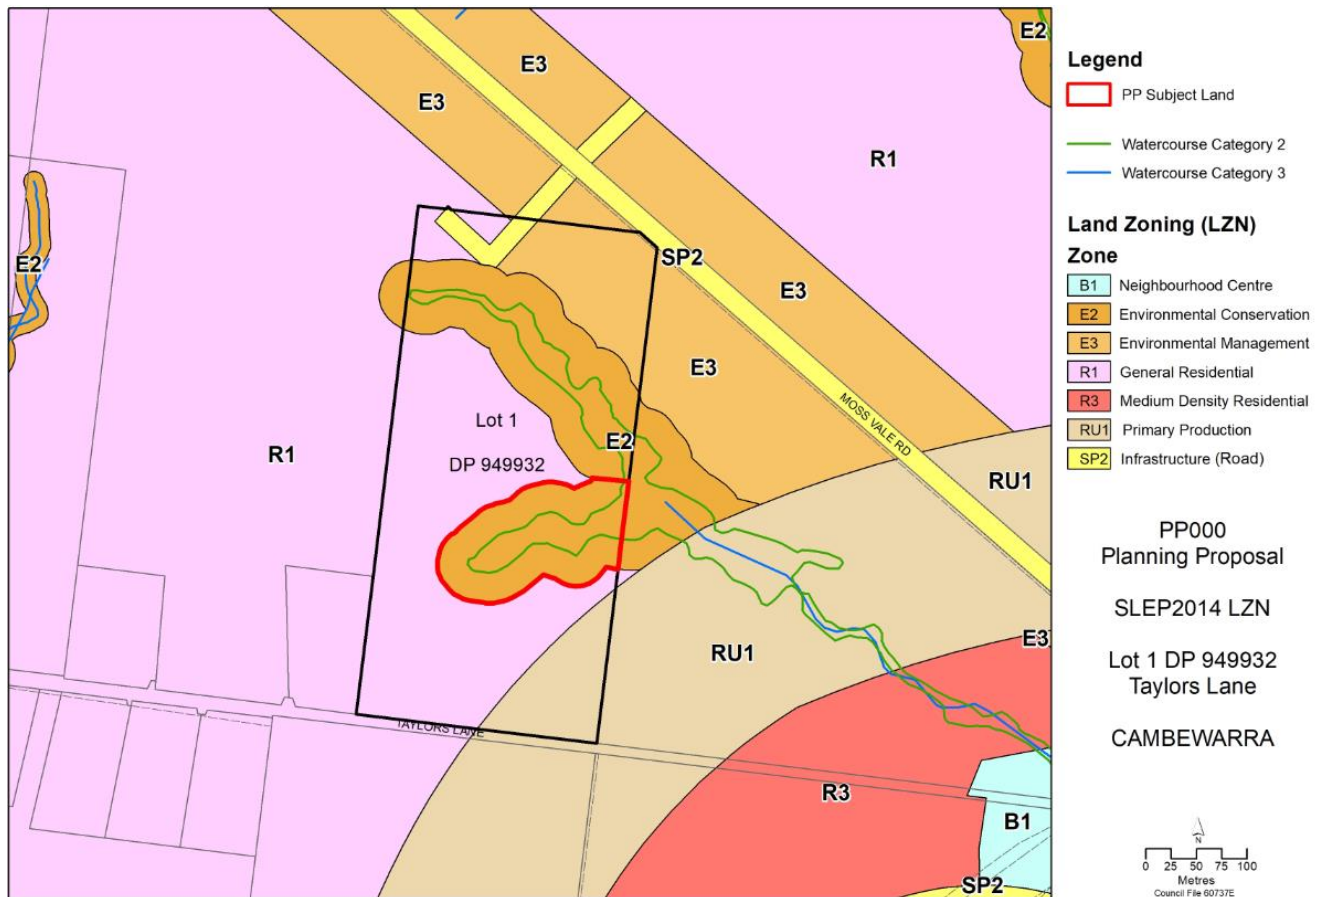 E2
E3
E3
R1
E2
SP2
E3
E3
MOSS VALE RD
Lot 1
DP 949932
E2
R1
RU1
E3
RU1
TAYLORS LANE
R3
B1
SP2
Legend
PP Subject Land
Watercourse Category 2
Watercourse Category 3
Land Zoning (LZN)
Zone
B1 Neighbourhood Centre
E2 Environmental Conservation
E3 Environmental Management
R1 General Residential
R3 Medium Density Residential
RU1 Primary Production
SP2 Infrastructure (Road)
PP000
Planning Proposal
SLEP2014 LZN
Lot 1 DP 949932
Taylors Lane
CAMBEWARRA
N
0 25 50 75 100
Metres
Council File 60737E